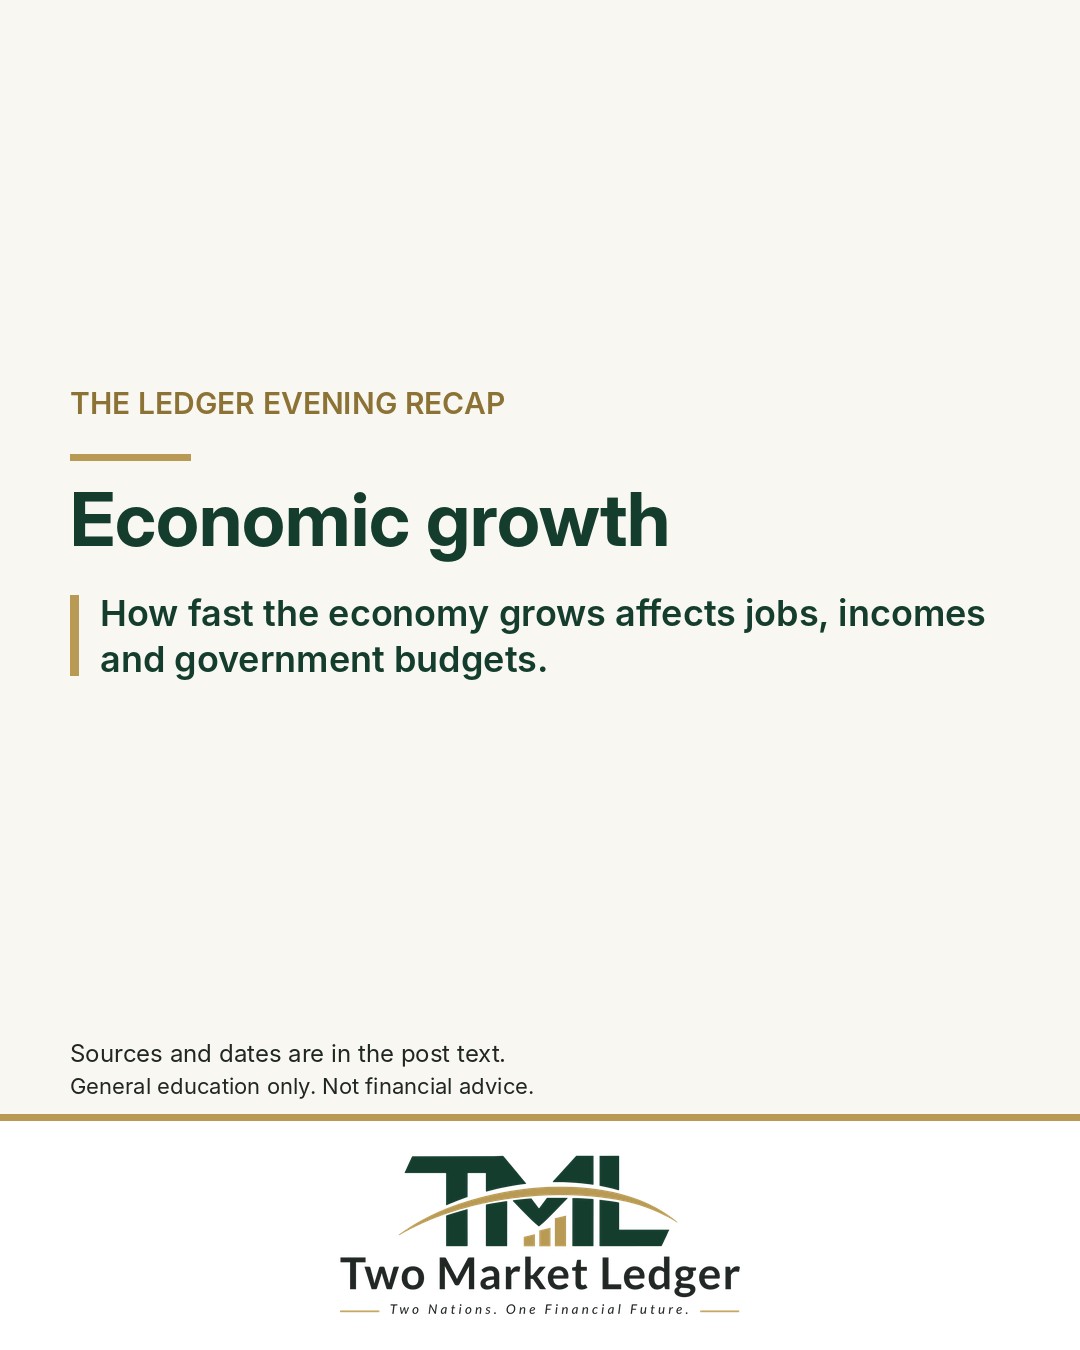 THE LEDGER EVENING RECAP
Economic growth
How fast the economy grows affects jobs, incomes
and government budgets.
Sources and dates are in the post text.
General education only. Not financial advice.
TML
Two Market Ledger
Two Nations. One Financial Future.